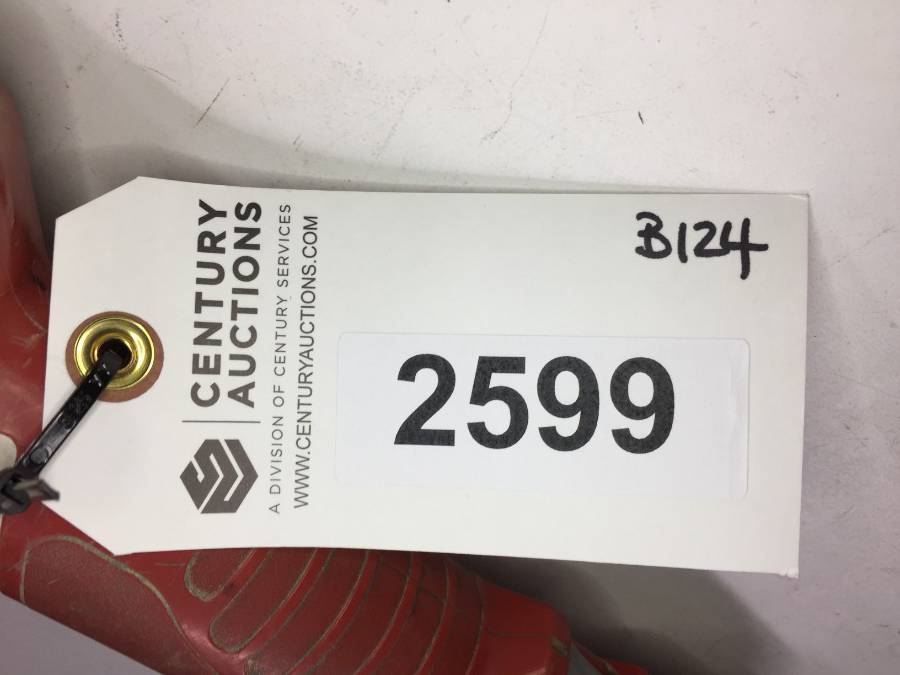 CENTURY
AUCTIONS
A DIVISION OF CENTURY SERVICES
WWW.CENTURYAUCTIONS.COM
B124
2599